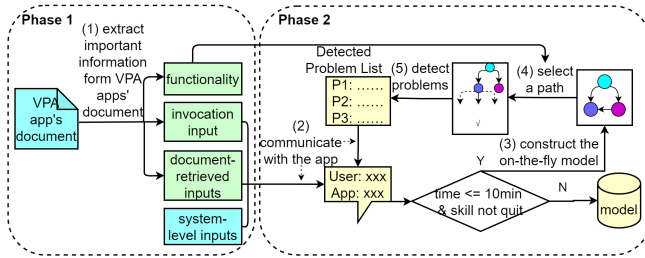 Phase 1
(1) extract
important
information
form VPA
apps'
document
VPA
app's
document
functionality
invocation
input
document-
retrieved
inputs
system-
level inputs
Phase 2
Detected
Problem List
P1: ......
P2: ......
P3: ......
(5) detect
problems
(4) select
a path
√
(2)
communicate
with the app
(3) construct the
on-the-fly model
User: xxx
App: xxx
time <= 10min
& skill not quit
Y
N
model